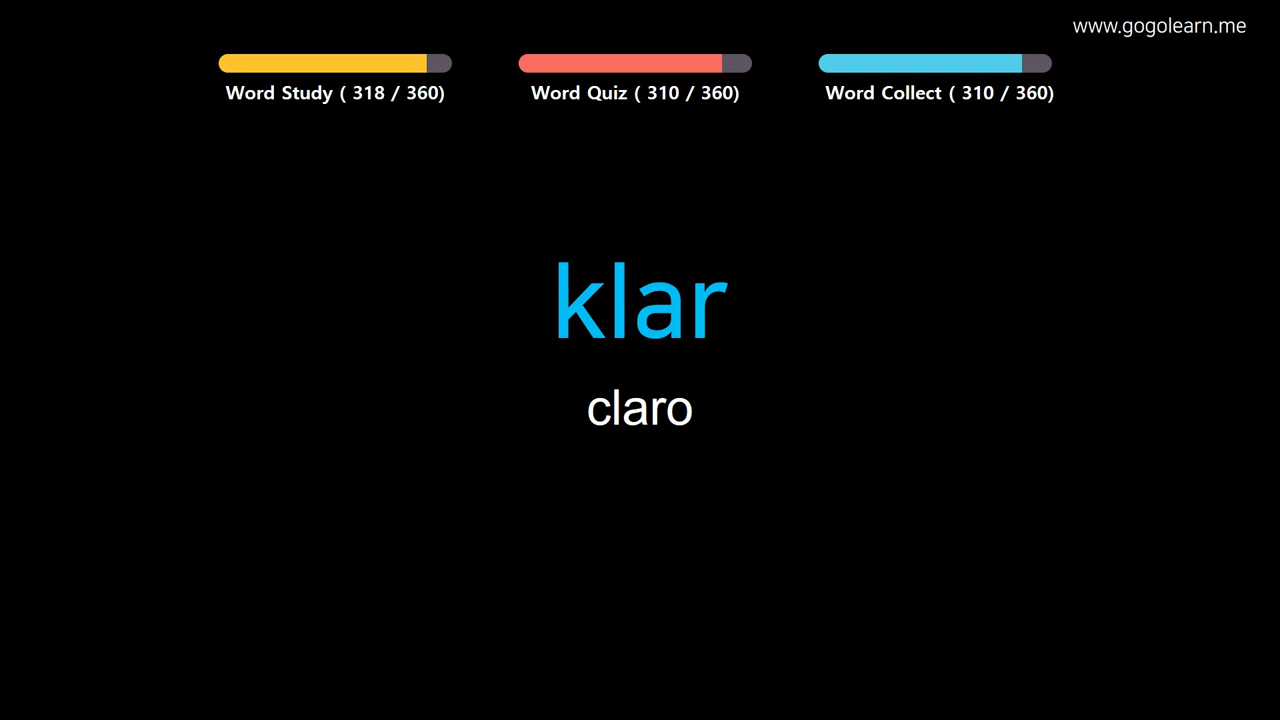 www.gogolearn.me
Word Study ( 318 / 360)
Word Quiz ( 310 / 360)
Word Collect ( 310 / 360)
klar
claro